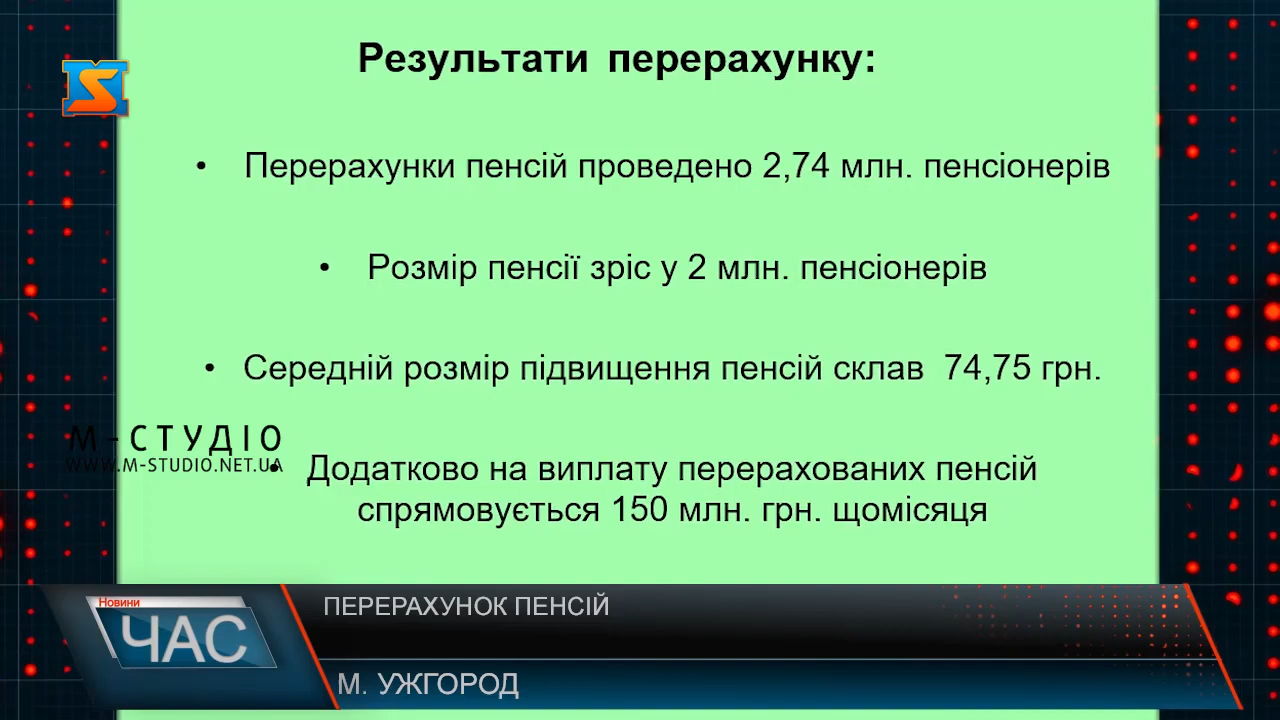 Результати перерахунку:
• Перерахунки пенсій проведено 2,74 млн. пенсіонерів
• Розмір пенсії зріс у 2 млн. пенсіонерів
• Середній розмір підвищення пенсій склав 74,75 грн.
М-СТУДІО
WWW.M-STUDIO.NET.UA
• Додатково на виплату перерахованих пенсій
спрямовується 150 млн. грн. щомісяця
Новини
ЧАС
ПЕРЕРАХУНОК ПЕНСІЙ
М. УЖГОРОД